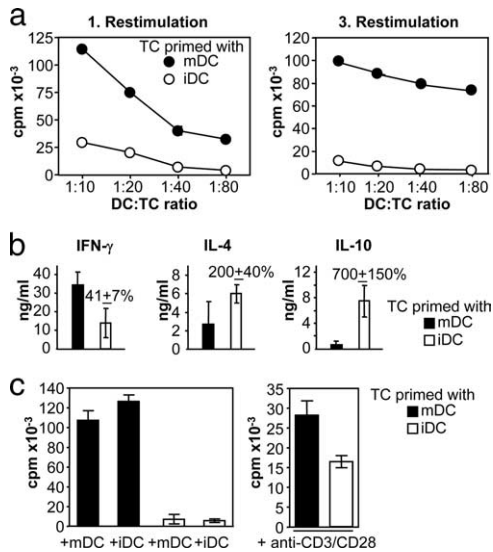 a
1. Restimulation
3. Restimulation
TC primed with
mDC
iDC
cpm x10-3
125
100
75
50
25
0
1:10 1:20 1:40 1:80
DC:TC ratio
cpm x10-3
120
100
80
60
40
20
0
1:10 1:20 1:40 1:80
DC:TC ratio
b
IFN-γ
IL-4
IL-10
ng/ml
40
30
20
10
0
41±7%
ng/ml
8
6
4
2
0
200±40%
ng/ml
12
8
4
0
700±150%
TC primed with
mDC
iDC
c
cpm x10-3
140
120
100
80
60
40
20
0
+mDC +iDC +mDC +iDC
cpm x10-3
35
30
25
20
15
10
5
0
+ anti-CD3/CD28
TC primed with
mDC
iDC